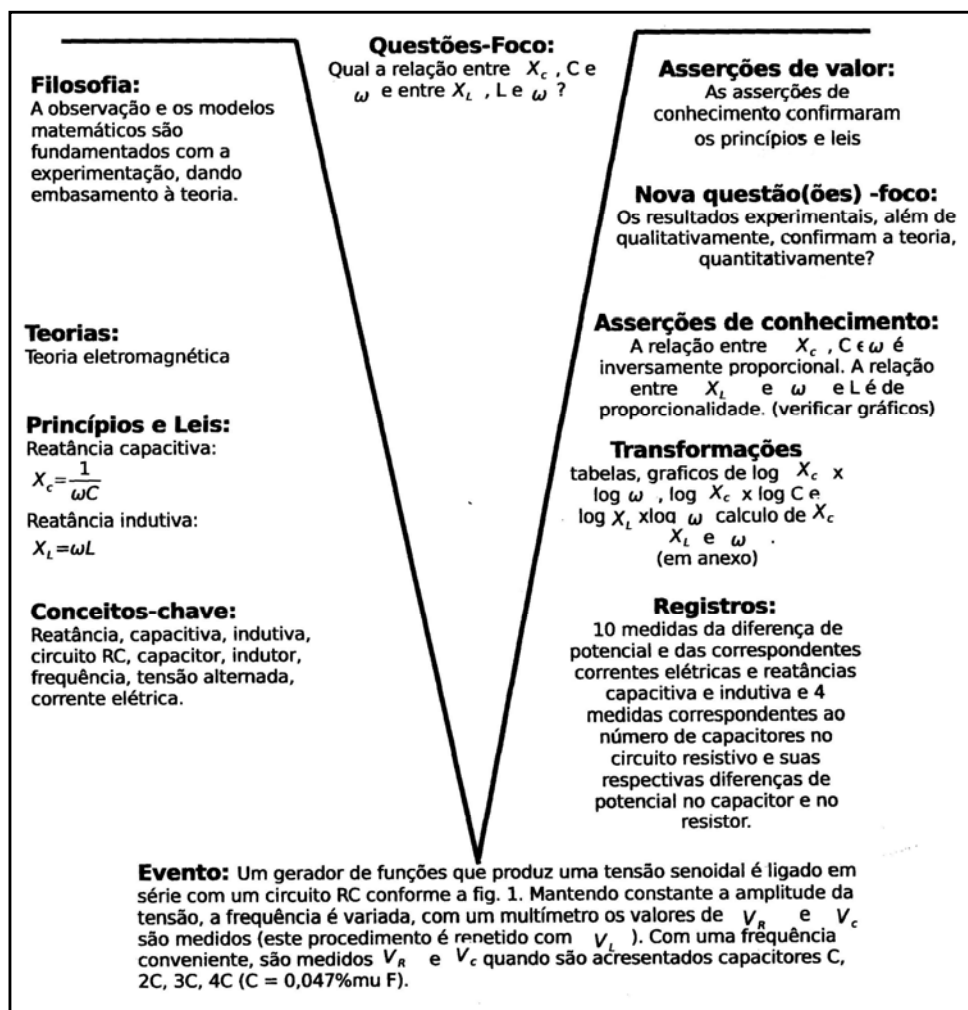 Questões-Foco:
Qual a relação entre X_c , C e
ω e entre X_L , L e ω ?
Filosofia:
A observação e os modelos
matemáticos são
fundamentados com a
experimentação, dando
embasamento à teoria.
Teorias:
Teoria eletromagnética
Princípios e Leis:
Reatância capacitiva:
X_c=1/ωC
Reatância indutiva:
X_L=ωL
Conceitos-chave:
Reatância, capacitiva, indutiva,
circuito RC, capacitor, indutor,
frequência, tensão alternada,
corrente elétrica.
Asserções de valor:
As asserções de
conhecimento confirmaram
os princípios e leis
Nova questão(ões) -foco:
Os resultados experimentais, além de
qualitativamente, confirmam a teoria,
quantitativamente?
Asserções de conhecimento:
A relação entre X_c , C e ω é
inversamente proporcional. A relação
entre X_L e ω e L é de
proporcionalidade. (verificar gráficos)
Transformações
tabelas, graficos de log X_c x
log ω , log X_c x log C e
log X_L xlog ω calculo de X_c
X_L e ω .
(em anexo)
Registros:
10 medidas da diferença de
potencial e das correspondentes
correntes elétricas e reatâncias
capacitiva e indutiva e 4
medidas correspondentes ao
número de capacitores no
circuito resistivo e suas
respectivas diferenças de
potencial no capacitor e no
resistor.
Evento: Um gerador de funções que produz uma tensão senoidal é ligado em
série com um circuito RC conforme a fig. 1. Mantendo constante a amplitude da
tensão, a frequência é variada, com um multímetro os valores de V_R e V_c
são medidos (este procedimento é repetido com V_L ). Com uma frequência
conveniente, são medidos V_R e V_c quando são acresentados capacitores C,
2C, 3C, 4C (C = 0,047%mu F).